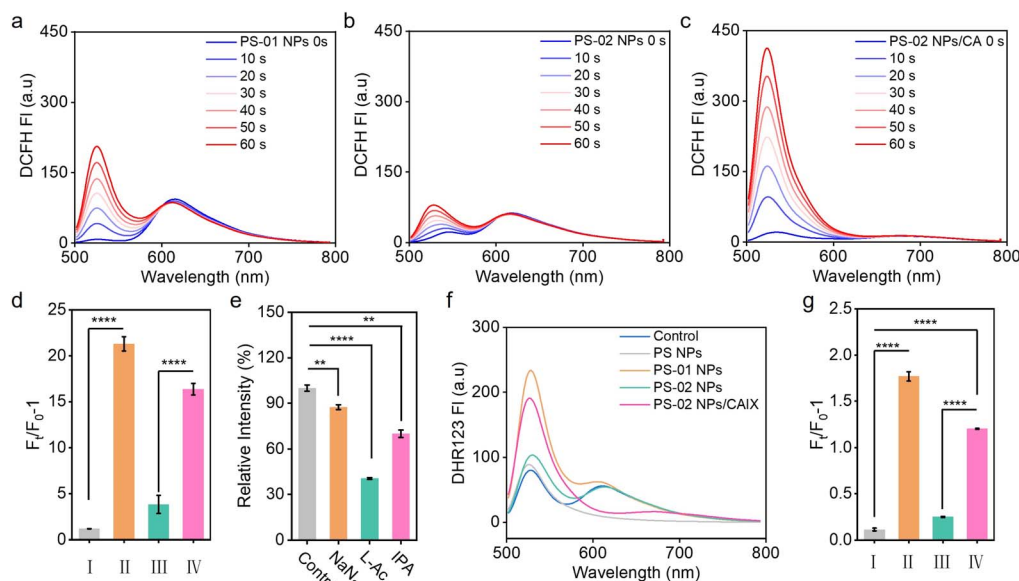 a
450
300
150
0
DCFH FI (a.u)
PS-01 NPs 0s
10 s
20 s
30 s
40 s
50 s
60 s
500 600 700 800
Wavelength (nm)
b
450
300
150
0
DCFH FI (a.u)
PS-02 NPs 0 s
10 s
20 s
30 s
40 s
50 s
60 s
500 600 700 800
Wavelength (nm)
c
450
300
150
0
DCFH FI (a.u)
PS-02 NPs/CA 0 s
10 s
20 s
30 s
40 s
50 s
60 s
500 600 700 800
Wavelength (nm)
d
25
20
15
10
5
0
Ft/F0-1
****
****
I II III IV
e
150
120
90
60
30
0
Relative Intensity (%)
**
****
**
Contr
NaN
L-Ac
IPA
f
300
200
100
0
DHR123 FI (a.u)
Control
PS NPs
PS-01 NPs
PS-02 NPs
PS-02 NPs/CAIX
500 600 700 800
Wavelength (nm)
g
2.5
2.0
1.5
1.0
0.5
0.0
Ft/F0-1
****
****
****
I II III IV